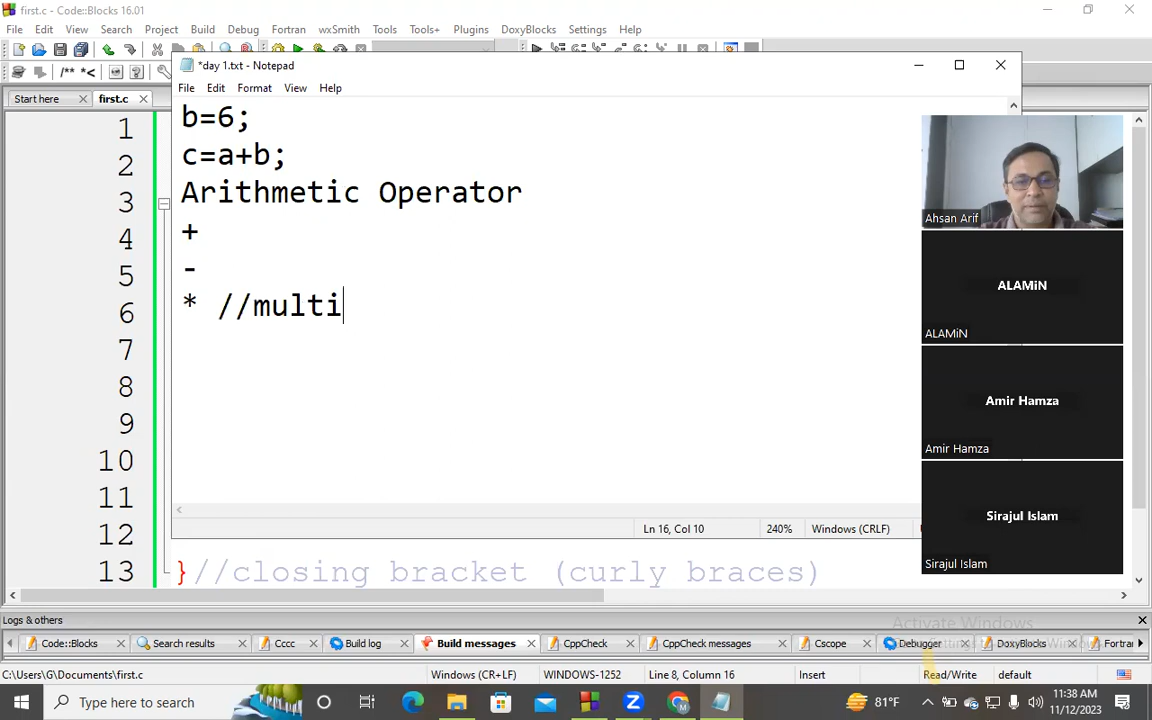 first.c - Code::Blocks 16.01
File Edit View Search Project Build Debug Fortran wxSmith Tools Tools+ Plugins DoxyBlocks Settings Help
/** *<
*day 1.txt - Notepad
File Edit Format View Help
Start here
first.c
b=6;
c=a+b;
Arithmetic Operator
+
-
* //multi
1
2
3
4
5
6
7
8
9
10
11
12
13
Ln 16, Col 10 240% Windows (CRLF)
}//closing bracket (curly braces)
Ahsan Arif
ALAMiN
ALAMiN
Amir Hamza
Amir Hamza
Sirajul Islam
Sirajul Islam
Logs & others
Activate Windows
Code::Blocks Search results Cccc Build log Build messages CppCheck CppCheck messages Cscope Debugger DoxyBlocks Fortran
C:\Users\G\Documents\first.c Windows (CR+LF) WINDOWS-1252 Line 8, Column 16 Insert Read/Write default
Type here to search
81°F
11:38 AM
11/12/2023